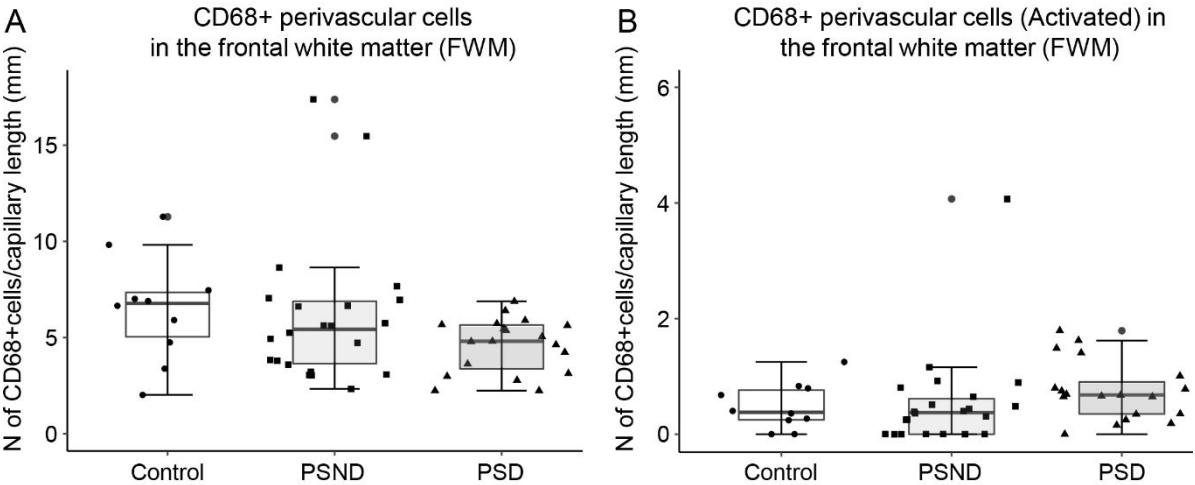 A
CD68+ perivascular cells
in the frontal white matter (FWM)
N of CD68+cells/capillary length (mm)
15
10
5
0
Control PSND PSD
B
CD68+ perivascular cells (Activated) in
the frontal white matter (FWM)
N of CD68+cells/capillary length (mm)
6
4
2
0
Control PSND PSD